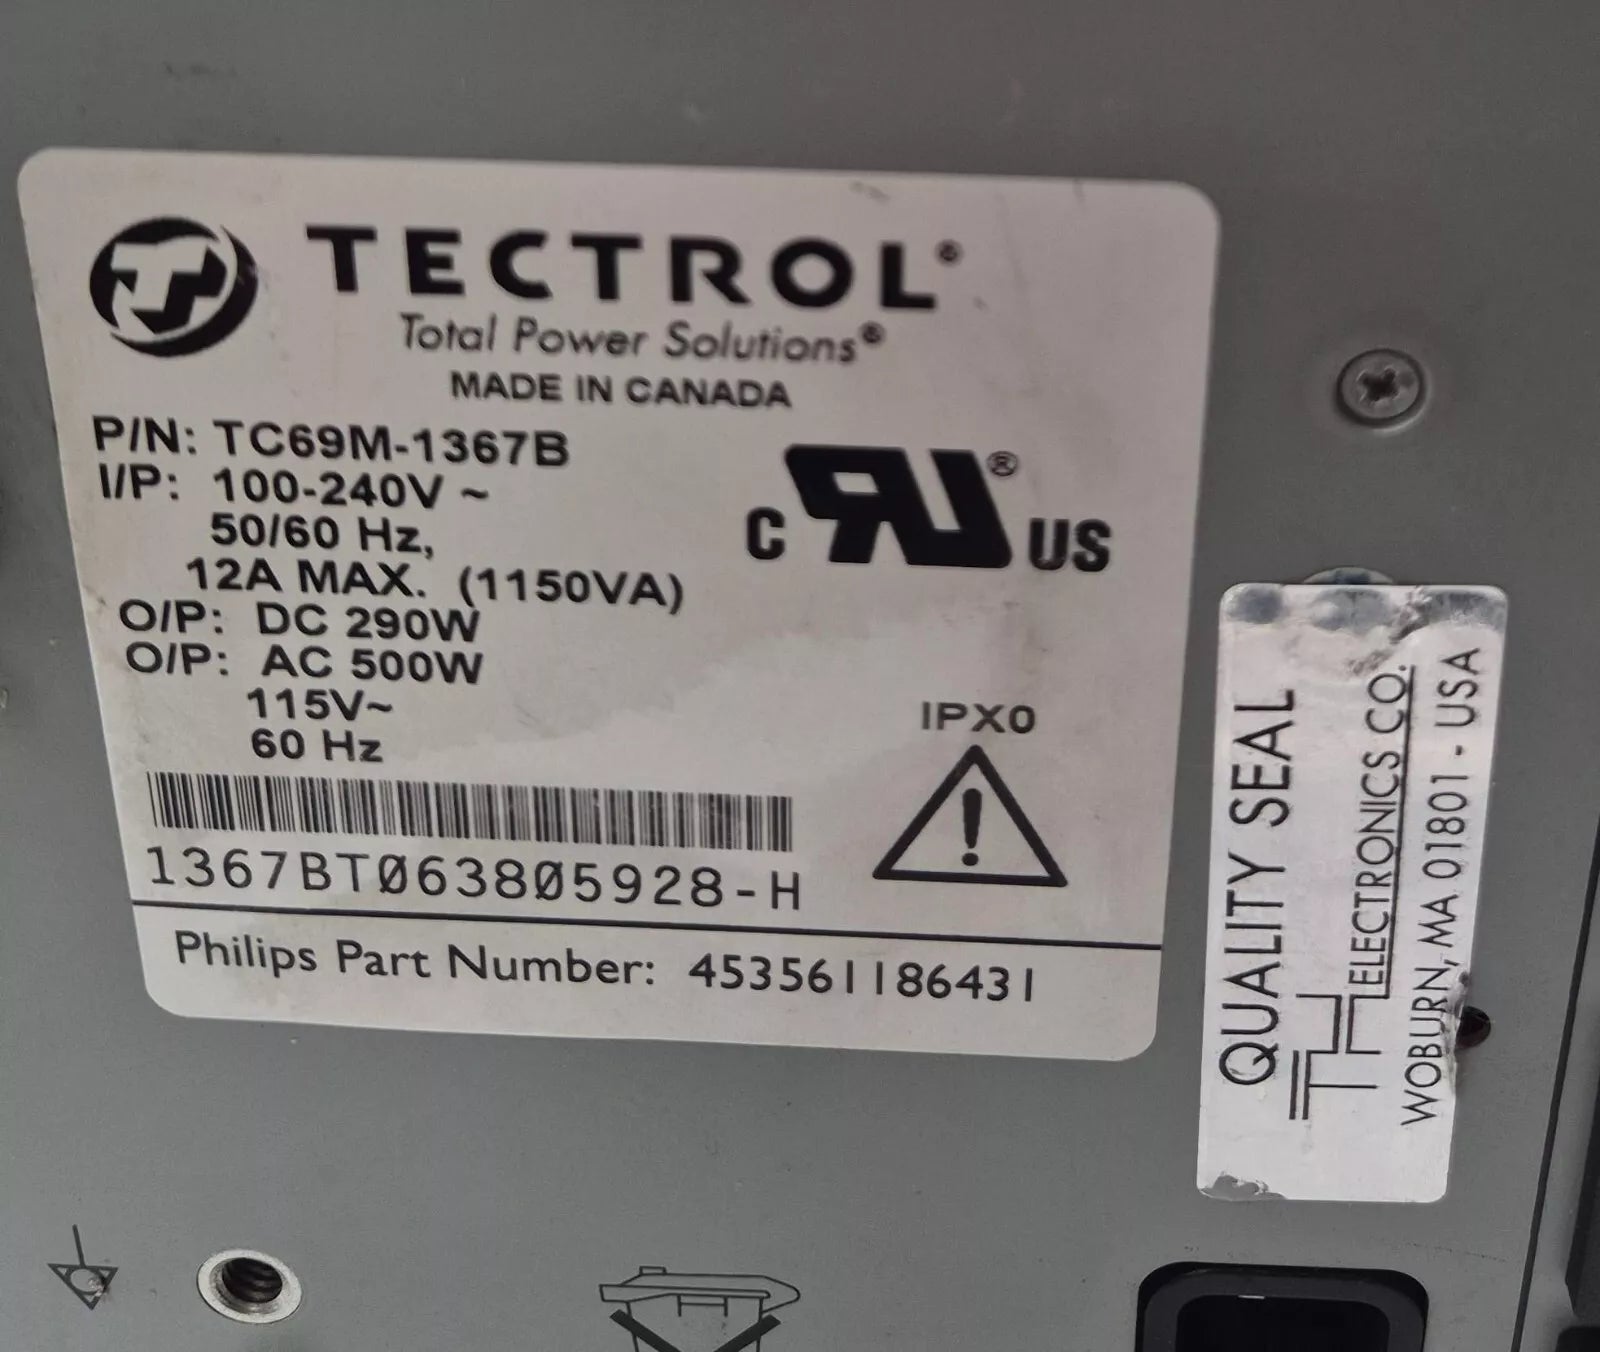 TECTROL®
Total Power Solutions®
MADE IN CANADA
P/N: TC69M-1367B
I/P: 100-240V ~
50/60 Hz,
12A MAX. (1150VA)
O/P: DC 290W
O/P: AC 500W
115V~
60 Hz
C RU® US
IPX0
1367BT063805928-H
Philips Part Number: 453561186431
QUALITY SEAL
TH ELECTRONICS CO.
WOBURN, MA 01801 - USA